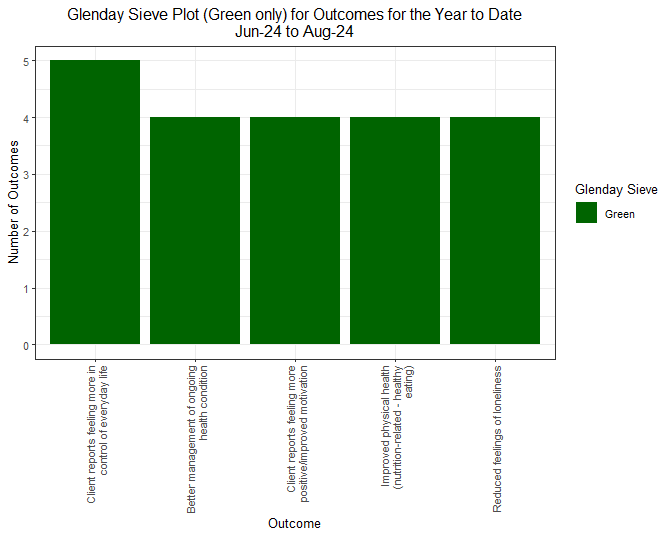 Glenday Sieve Plot (Green only) for Outcomes for the Year to Date
Jun-24 to Aug-24
Number of Outcomes
5
4
3
2
1
0
Client reports feeling more in
control of everyday life
Better management of ongoing
health condition
Client reports feeling more
positive/improved motivation
Improved physical health
(nutrition-related - healthy
eating)
Reduced feelings of loneliness
Outcome
Glenday Sieve
Green